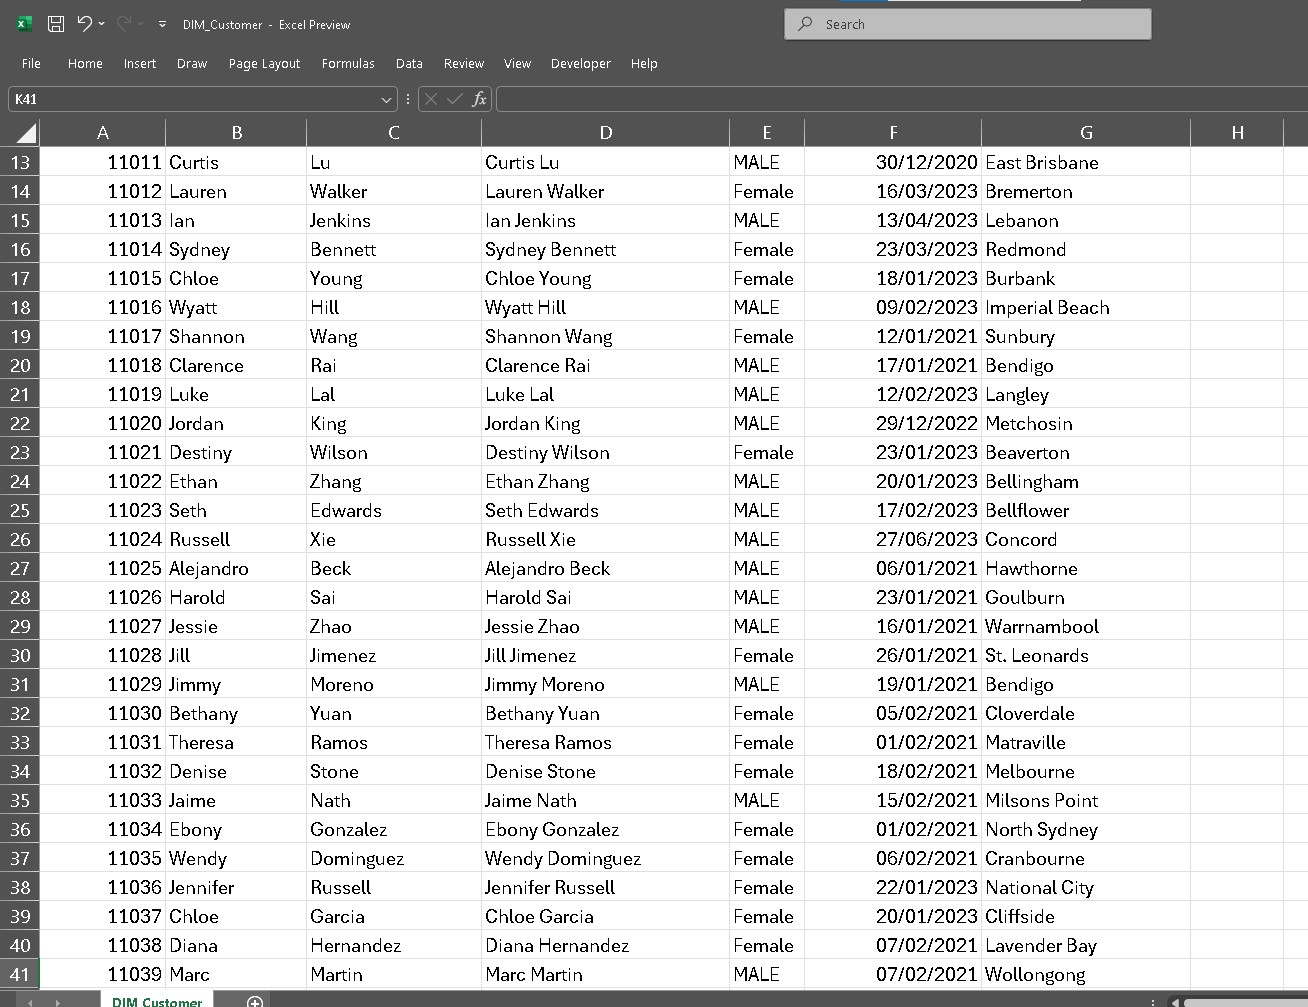 DIM_Customer - Excel Preview
Search
File Home Insert Draw Page Layout Formulas Data Review View Developer Help
K41 fx
A B C D E F G H
13 11011 Curtis Lu Curtis Lu MALE 30/12/2020 East Brisbane
14 11012 Lauren Walker Lauren Walker Female 16/03/2023 Bremerton
15 11013 Ian Jenkins Ian Jenkins MALE 13/04/2023 Lebanon
16 11014 Sydney Bennett Sydney Bennett Female 23/03/2023 Redmond
17 11015 Chloe Young Chloe Young Female 18/01/2023 Burbank
18 11016 Wyatt Hill Wyatt Hill MALE 09/02/2023 Imperial Beach
19 11017 Shannon Wang Shannon Wang Female 12/01/2021 Sunbury
20 11018 Clarence Rai Clarence Rai MALE 17/01/2021 Bendigo
21 11019 Luke Lal Luke Lal MALE 12/02/2023 Langley
22 11020 Jordan King Jordan King MALE 29/12/2022 Metchosin
23 11021 Destiny Wilson Destiny Wilson Female 23/01/2023 Beaverton
24 11022 Ethan Zhang Ethan Zhang MALE 20/01/2023 Bellingham
25 11023 Seth Edwards Seth Edwards MALE 17/02/2023 Bellflower
26 11024 Russell Xie Russell Xie MALE 27/06/2023 Concord
27 11025 Alejandro Beck Alejandro Beck MALE 06/01/2021 Hawthorne
28 11026 Harold Sai Harold Sai MALE 23/01/2021 Goulburn
29 11027 Jessie Zhao Jessie Zhao MALE 16/01/2021 Warrnambool
30 11028 Jill Jimenez Jill Jimenez Female 26/01/2021 St. Leonards
31 11029 Jimmy Moreno Jimmy Moreno MALE 19/01/2021 Bendigo
32 11030 Bethany Yuan Bethany Yuan Female 05/02/2021 Cloverdale
33 11031 Theresa Ramos Theresa Ramos Female 01/02/2021 Matraville
34 11032 Denise Stone Denise Stone Female 18/02/2021 Melbourne
35 11033 Jaime Nath Jaime Nath MALE 15/02/2021 Milsons Point
36 11034 Ebony Gonzalez Ebony Gonzalez Female 01/02/2021 North Sydney
37 11035 Wendy Dominguez Wendy Dominguez Female 06/02/2021 Cranbourne
38 11036 Jennifer Russell Jennifer Russell Female 22/01/2023 National City
39 11037 Chloe Garcia Chloe Garcia Female 20/01/2023 Cliffside
40 11038 Diana Hernandez Diana Hernandez Female 07/02/2021 Lavender Bay
41 11039 Marc Martin Marc Martin MALE 07/02/2021 Wollongong
DIM Customer